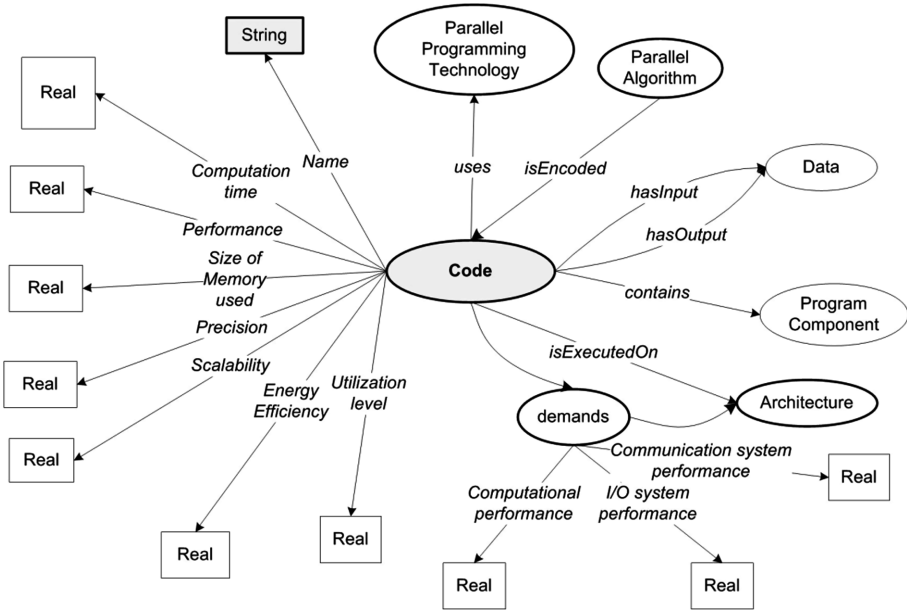 String
Parallel
Programming
Technology
Parallel
Algorithm
Real
Name
uses
isEncoded
Data
Computation
time
hasInput
Real
Performance
hasOutput
Size of
Memory
used
Code
Real
contains
Program
Component
Precision
isExecutedOn
Scalability
Real
Energy
Efficiency
Utilization
level
demands
Architecture
Real
Communication system
performance
Real
Computational
performance
I/O system
performance
Real
Real
Real
Real